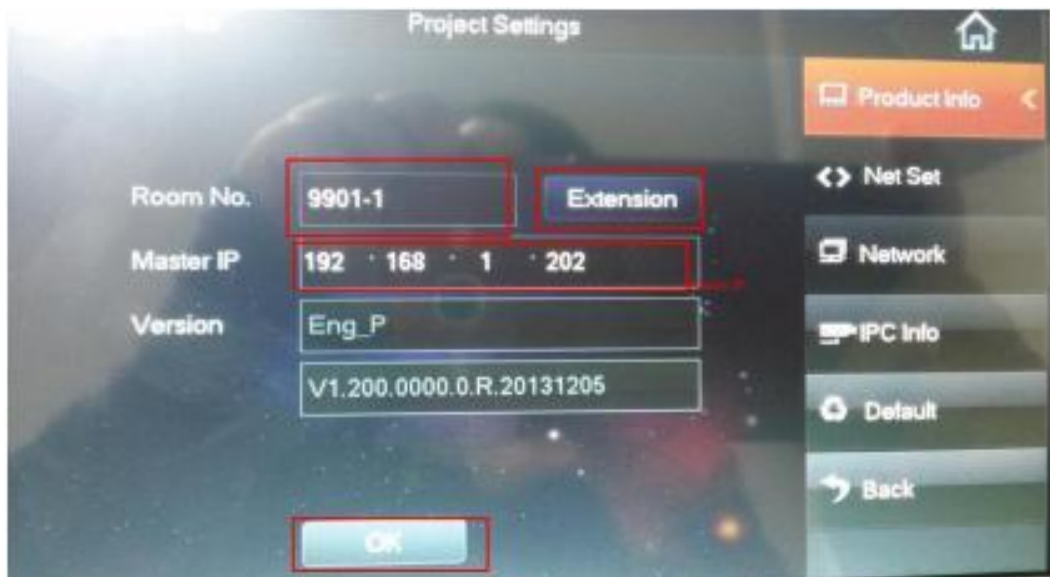 Project Settings
Product Info
Room No. 9901-1 Extension
Net Set
Master IP 192 · 168 · 1 · 202
Network
Version Eng_P
IPC Info
V1.200.0000.0.R.20131205
Default
Back
OK